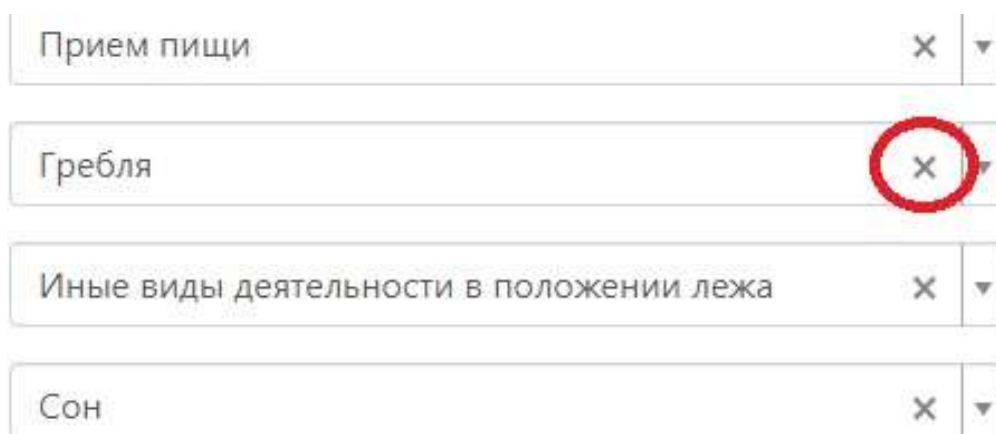 Прием пищи
Гребля
Иные виды деятельности в положении лежа
Сон